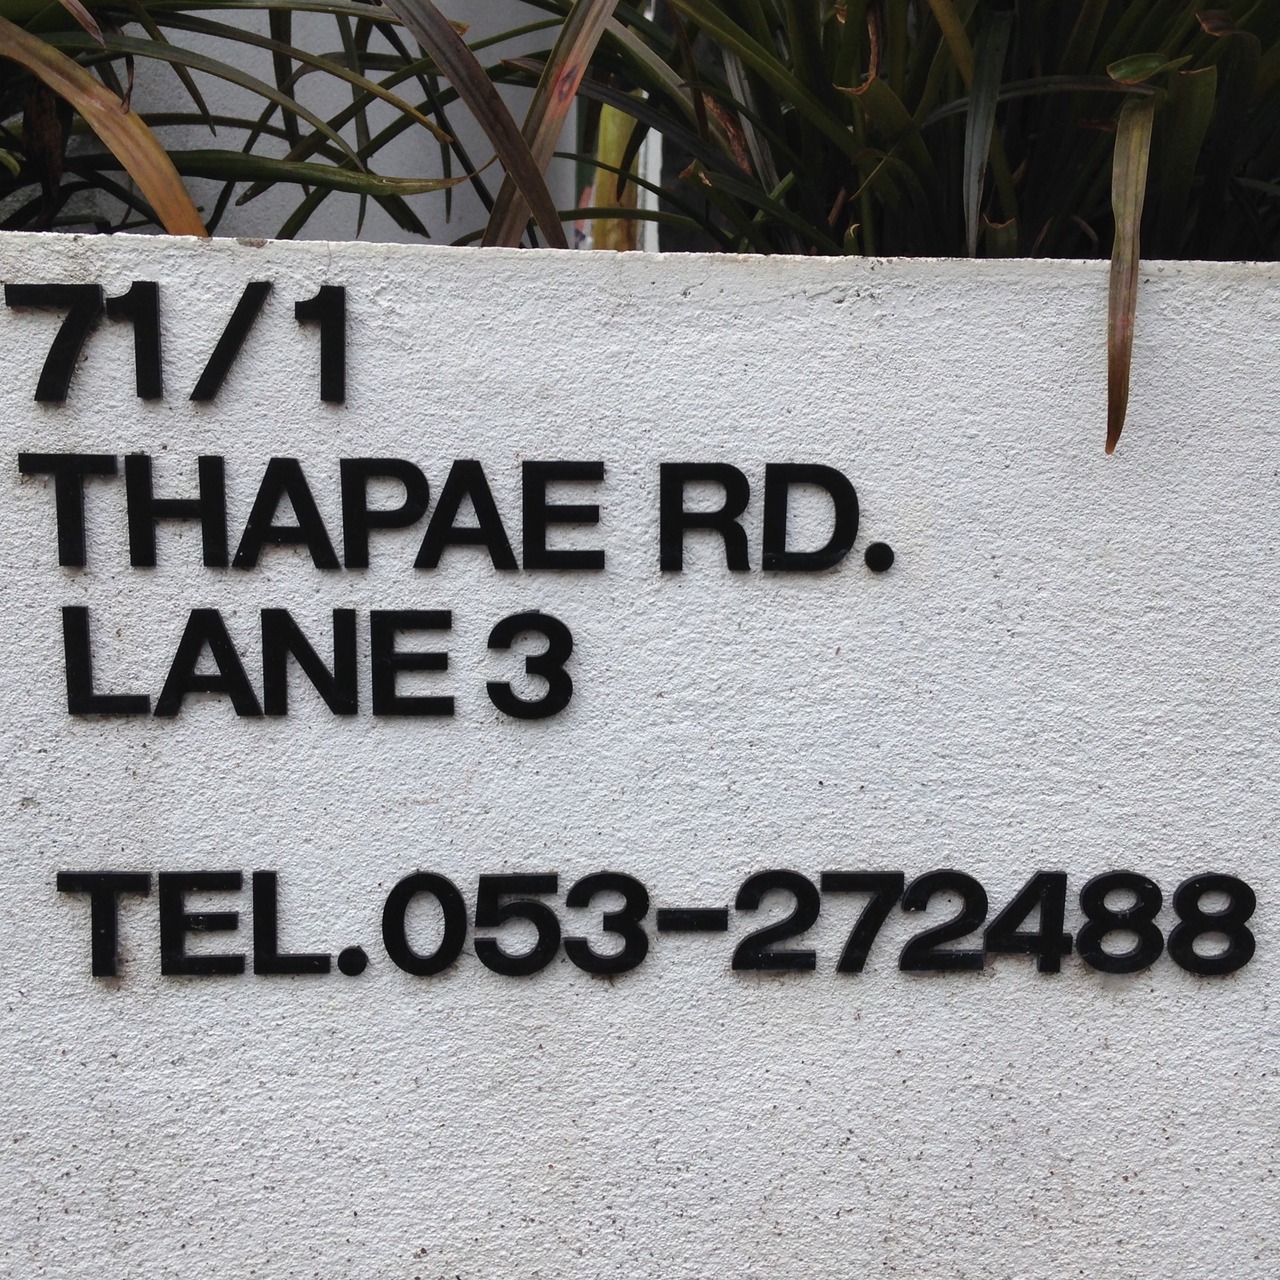 71/1
THAPAE RD.
LANE 3
TEL.053-272488